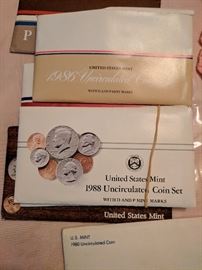 P
UNITED STATES MINT
1986 Uncirculated Coin
WITH D AND P MINT MARKS
United States Mint
1988 Uncirculated Coin Set
WITH D AND P MINT MARKS
United States Mint
U.S. MINT
1980 Uncirculated Coin